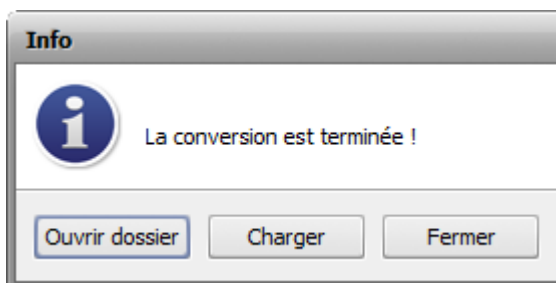 Info
La conversion est terminée !
Ouvrir dossier Charger Fermer